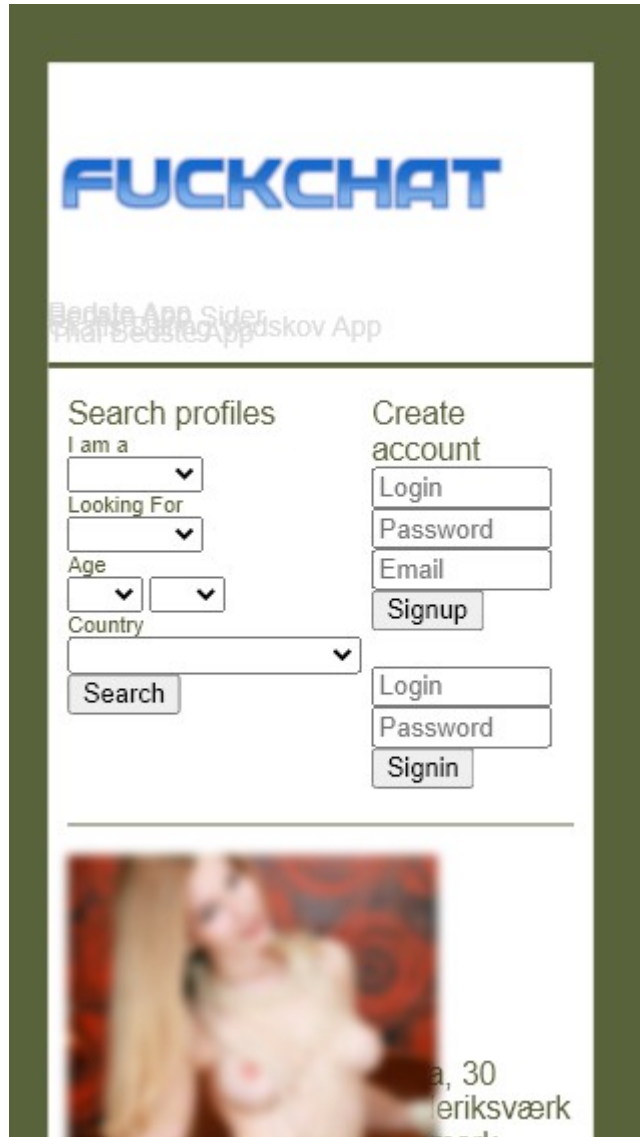 FUCKCHAT
App
Search profiles
I am a
Looking For
Age
Country
Search
Create
account
Login
Password
Email
Signup
Login
Password
Signin
a, 30
eriksværk